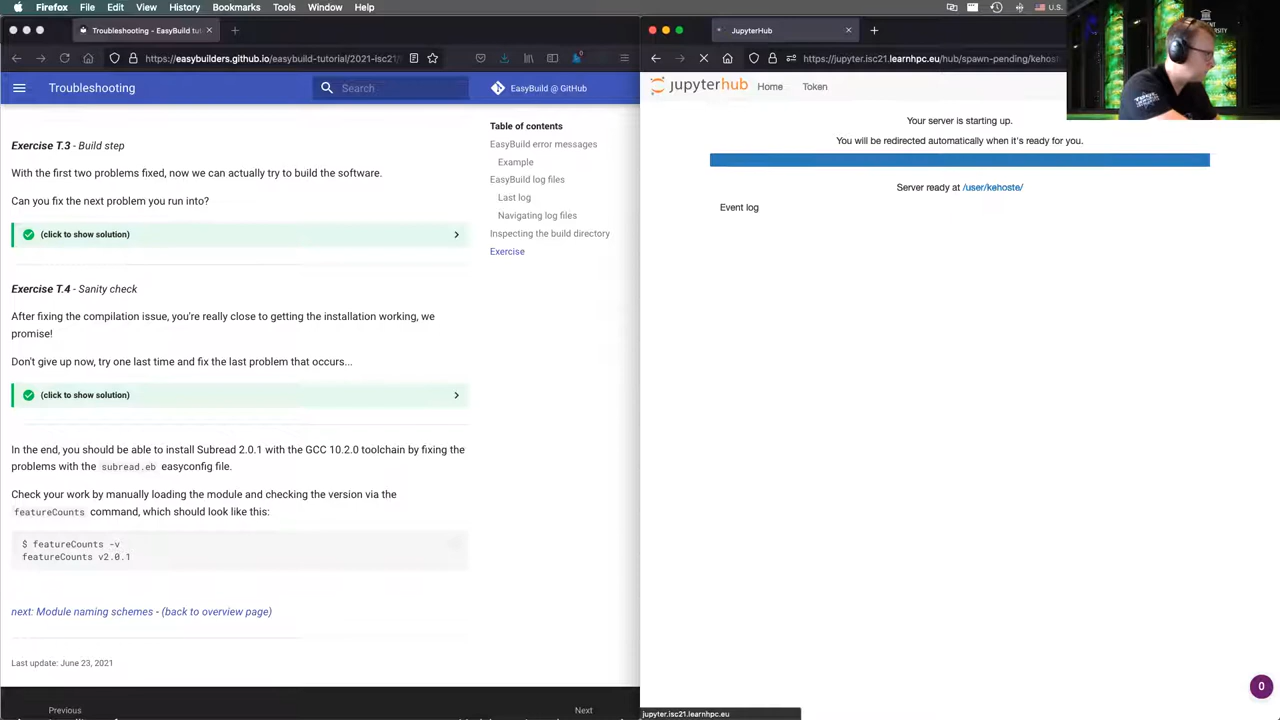 Firefox File Edit View History Bookmarks Tools Window Help
U.S.
Troubleshooting - EasyBuild tut
JupyterHub
https://easybuilders.github.io/easybuild-tutorial/2021-isc21/
https://jupyter.isc21.learnhpc.eu/hub/spawn-pending/kehoste
Troubleshooting
Search
EasyBuild @ GitHub
jupyterhub Home Token
Exercise T.3 - Build step
With the first two problems fixed, now we can actually try to build the software.
Can you fix the next problem you run into?
(click to show solution)
Exercise T.4 - Sanity check
After fixing the compilation issue, you're really close to getting the installation working, we
promise!
Don't give up now, try one last time and fix the last problem that occurs...
(click to show solution)
In the end, you should be able to install Subread 2.0.1 with the GCC 10.2.0 toolchain by fixing the
problems with the subread.eb easyconfig file.
Check your work by manually loading the module and checking the version via the
featureCounts command, which should look like this:
$ featureCounts -v
featureCounts v2.0.1
next: Module naming schemes - (back to overview page)
Last update: June 23, 2021
Previous
Next
Table of contents
EasyBuild error messages
Example
EasyBuild log files
Last log
Navigating log files
Inspecting the build directory
Exercise
Your server is starting up.
You will be redirected automatically when it's ready for you.
Server ready at /user/kehoste/
Event log
0
jupyter.isc21.learnhpc.eu